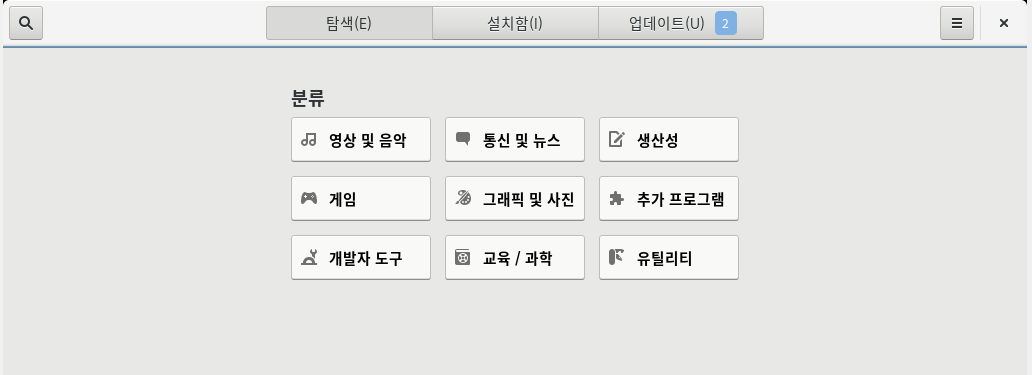 탐색(E) 설치함(I) 업데이트(U) 2
분류
영상 및 음악 통신 및 뉴스 생산성
게임 그래픽 및 사진 추가 프로그램
개발자 도구 교육 / 과학 유틸리티